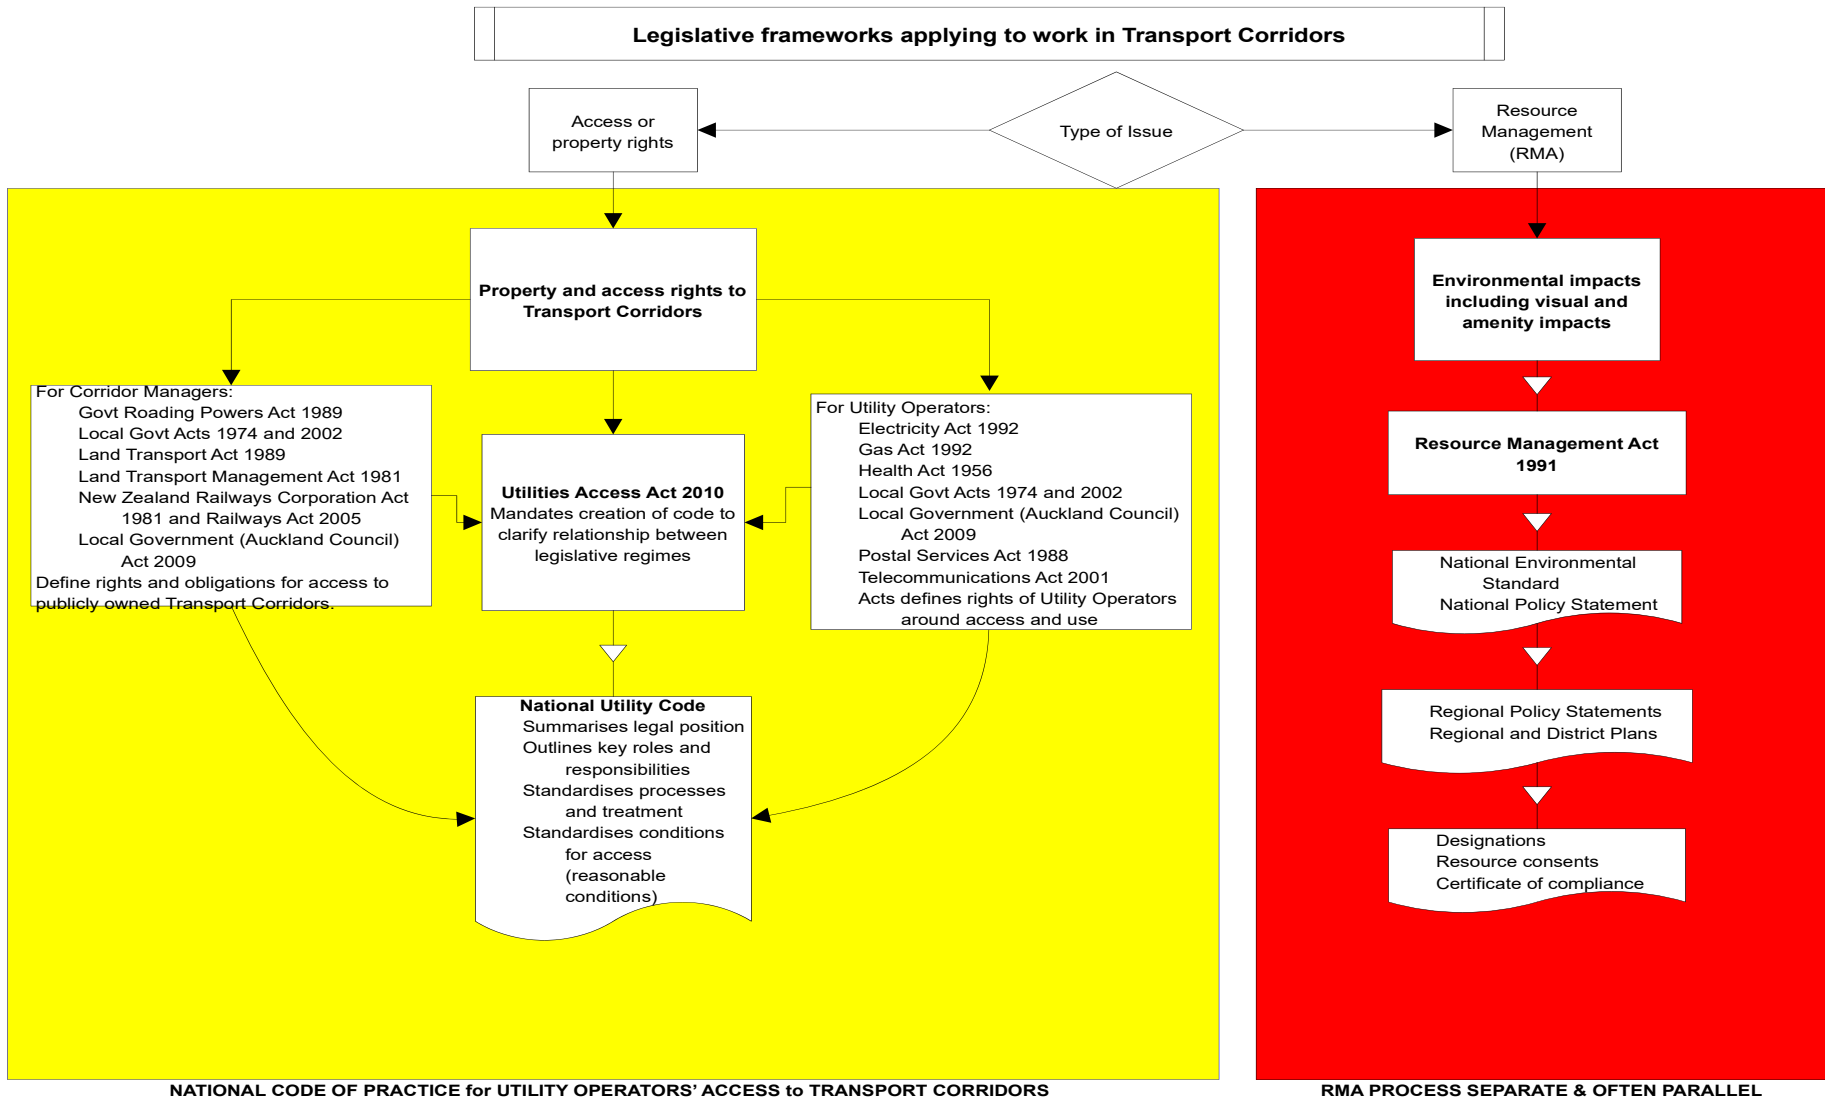 Legislative frameworks applying to work in Transport Corridors
Access or
property rights
Type of Issue
Resource
Management
(RMA)
Property and access rights to
Transport Corridors
Environmental impacts
including visual and
amenity impacts
For Corridor Managers:
Govt Roading Powers Act 1989
Local Govt Acts 1974 and 2002
Land Transport Act 1989
Land Transport Management Act 1981
New Zealand Railways Corporation Act
1981 and Railways Act 2005
Local Government (Auckland Council)
Act 2009
Define rights and obligations for access to
publicly owned Transport Corridors.
Utilities Access Act 2010
Mandates creation of code to
clarify relationship between
legislative regimes
For Utility Operators:
Electricity Act 1992
Gas Act 1992
Health Act 1956
Local Govt Acts 1974 and 2002
Local Government (Auckland Council)
Act 2009
Postal Services Act 1988
Telecommunications Act 2001
Acts defines rights of Utility Operators
around access and use
Resource Management Act
1991
National Environmental
Standard
National Policy Statement
National Utility Code
Summarises legal position
Outlines key roles and
responsibilities
Standardises processes
and treatment
Standardises conditions
for access
(reasonable
conditions)
Regional Policy Statements
Regional and District Plans
Designations
Resource consents
Certificate of compliance
NATIONAL CODE OF PRACTICE for UTILITY OPERATORS' ACCESS to TRANSPORT CORRIDORS
RMA PROCESS SEPARATE & OFTEN PARALLEL